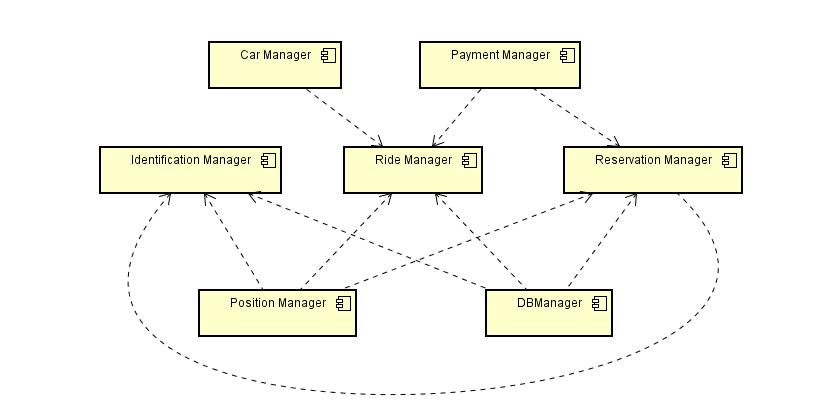 Car Manager
Payment Manager
Identification Manager
Ride Manager
Reservation Manager
Position Manager
DBManager